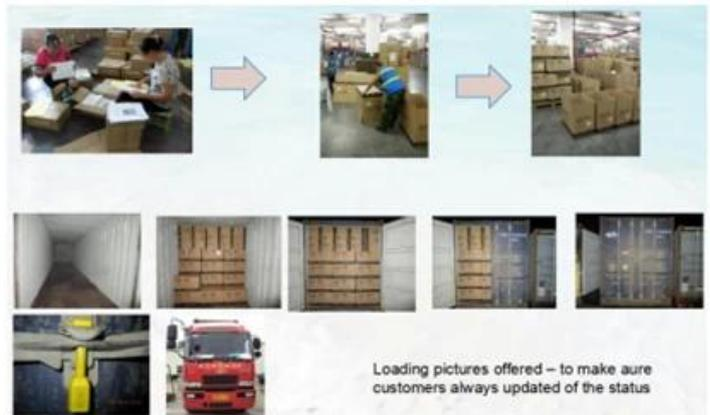 Loading pictures offered – to make aure
customers always updated of the status